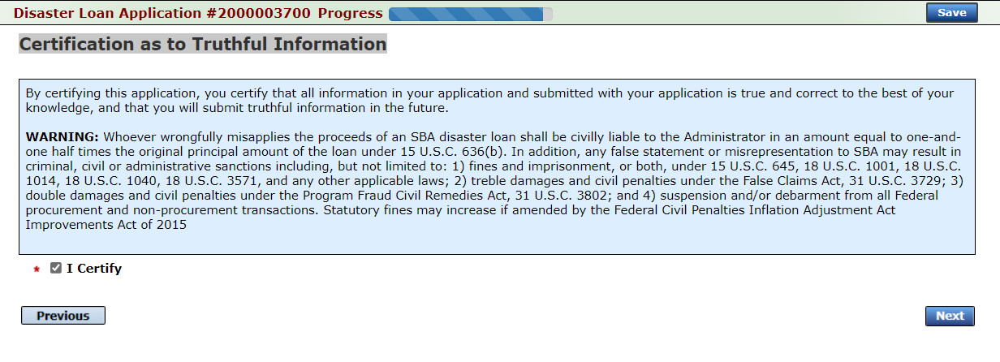 Disaster Loan Application #2000003700 Progress Save
Certification as to Truthful Information
By certifying this application, you certify that all information in your application and submitted with your application is true and correct to the best of your
knowledge, and that you will submit truthful information in the future.
WARNING: Whoever wrongfully misapplies the proceeds of an SBA disaster loan shall be civilly liable to the Administrator in an amount equal to one-and-
one half times the original principal amount of the loan under 15 U.S.C. 636(b). In addition, any false statement or misrepresentation to SBA may result in
criminal, civil or administrative sanctions including, but not limited to: 1) fines and imprisonment, or both, under 15 U.S.C. 645, 18 U.S.C. 1001, 18 U.S.C.
1014, 18 U.S.C. 1040, 18 U.S.C. 3571, and any other applicable laws; 2) treble damages and civil penalties under the False Claims Act, 31 U.S.C. 3729; 3)
double damages and civil penalties under the Program Fraud Civil Remedies Act, 31 U.S.C. 3802; and 4) suspension and/or debarment from all Federal
procurement and non-procurement transactions. Statutory fines may increase if amended by the Federal Civil Penalties Inflation Adjustment Act
Improvements Act of 2015
* I Certify
Previous Next